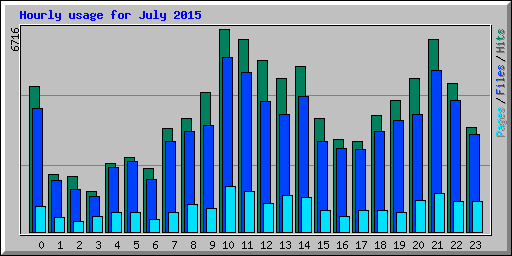 Hourly usage for July 2015
6716
Pages / Files / Hits
0 1 2 3 4 5 6 7 8 9 10 11 12 13 14 15 16 17 18 19 20 21 22 23